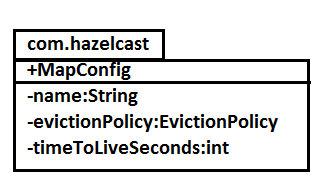 com.hazelcast
+MapConfig
-name:String
-evictionPolicy:EvictionPolicy
-timeToLiveSeconds:int